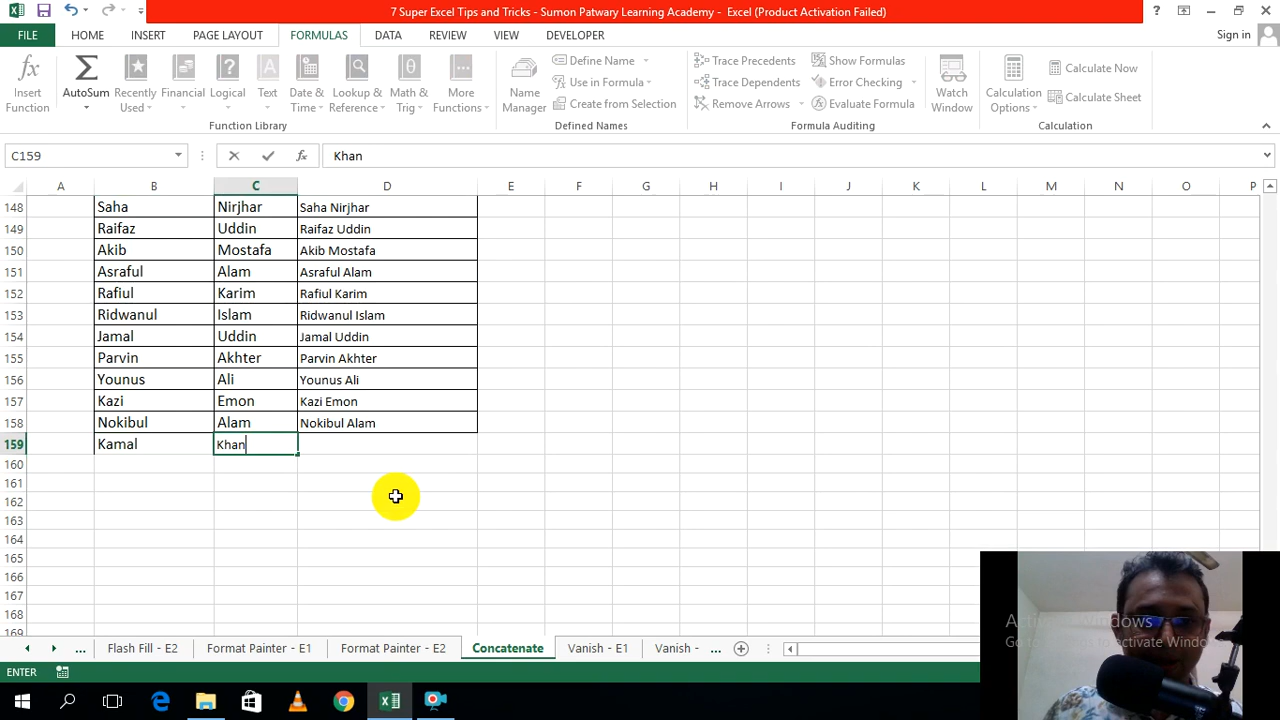 7 Super Excel Tips and Tricks - Sumon Patwary Learning Academy - Excel (Product Activation Failed)
?
FILE HOME INSERT PAGE LAYOUT FORMULAS DATA REVIEW VIEW DEVELOPER Sign in
Insert Function
AutoSum
Recently Used
Financial
Logical
Text
Date & Time
Lookup & Reference
Math & Trig
More Functions
Function Library
Name Manager
Define Name
Use in Formula
Create from Selection
Defined Names
Trace Precedents
Trace Dependents
Remove Arrows
Show Formulas
Error Checking
Evaluate Formula
Formula Auditing
Watch Window
Calculation Options
Calculate Now
Calculate Sheet
Calculation
C159 fx Khan
A B C D E F G H I J K L M N O P
148 Saha Nirjhar Saha Nirjhar
149 Raifaz Uddin Raifaz Uddin
150 Akib Mostafa Akib Mostafa
151 Asraful Alam Asraful Alam
152 Rafiul Karim Rafiul Karim
153 Ridwanul Islam Ridwanul Islam
154 Jamal Uddin Jamal Uddin
155 Parvin Akhter Parvin Akhter
156 Younus Ali Younus Ali
157 Kazi Emon Kazi Emon
158 Nokibul Alam Nokibul Alam
159 Kamal Khan
160
161
162
163
164
165
166
167
168
169
Activate Windows
Go to to activate Windows
... Flash Fill - E2 Format Painter - E1 Format Painter - E2 Concatenate Vanish - E1 Vanish - ...
ENTER